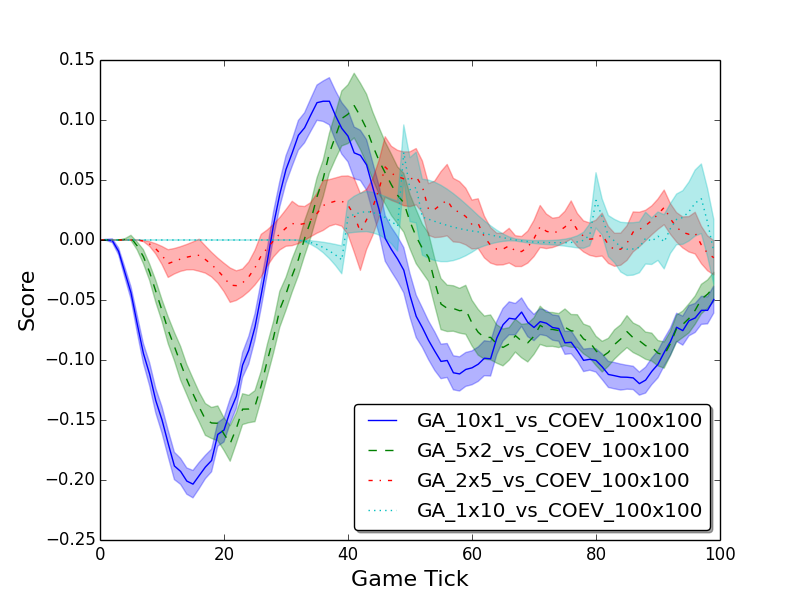 0.15
0.10
0.05
0.00
−0.05
−0.10
−0.15
−0.20
−0.25
Score
0 20 40 60 80 100
Game Tick
GA_10x1_vs_COEV_100x100
GA_5x2_vs_COEV_100x100
GA_2x5_vs_COEV_100x100
GA_1x10_vs_COEV_100x100